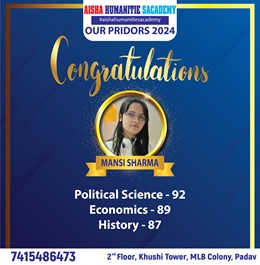 AISHA HUMANITIE SACADEMY
#aishahumanitiesacademy
OUR PRIDORS 2024
Congratulations
MANSI SHARMA
Political Science - 92
Economics - 89
History - 87
7415486473
2nd Floor, Khushi Tower, MLB Colony, Padav